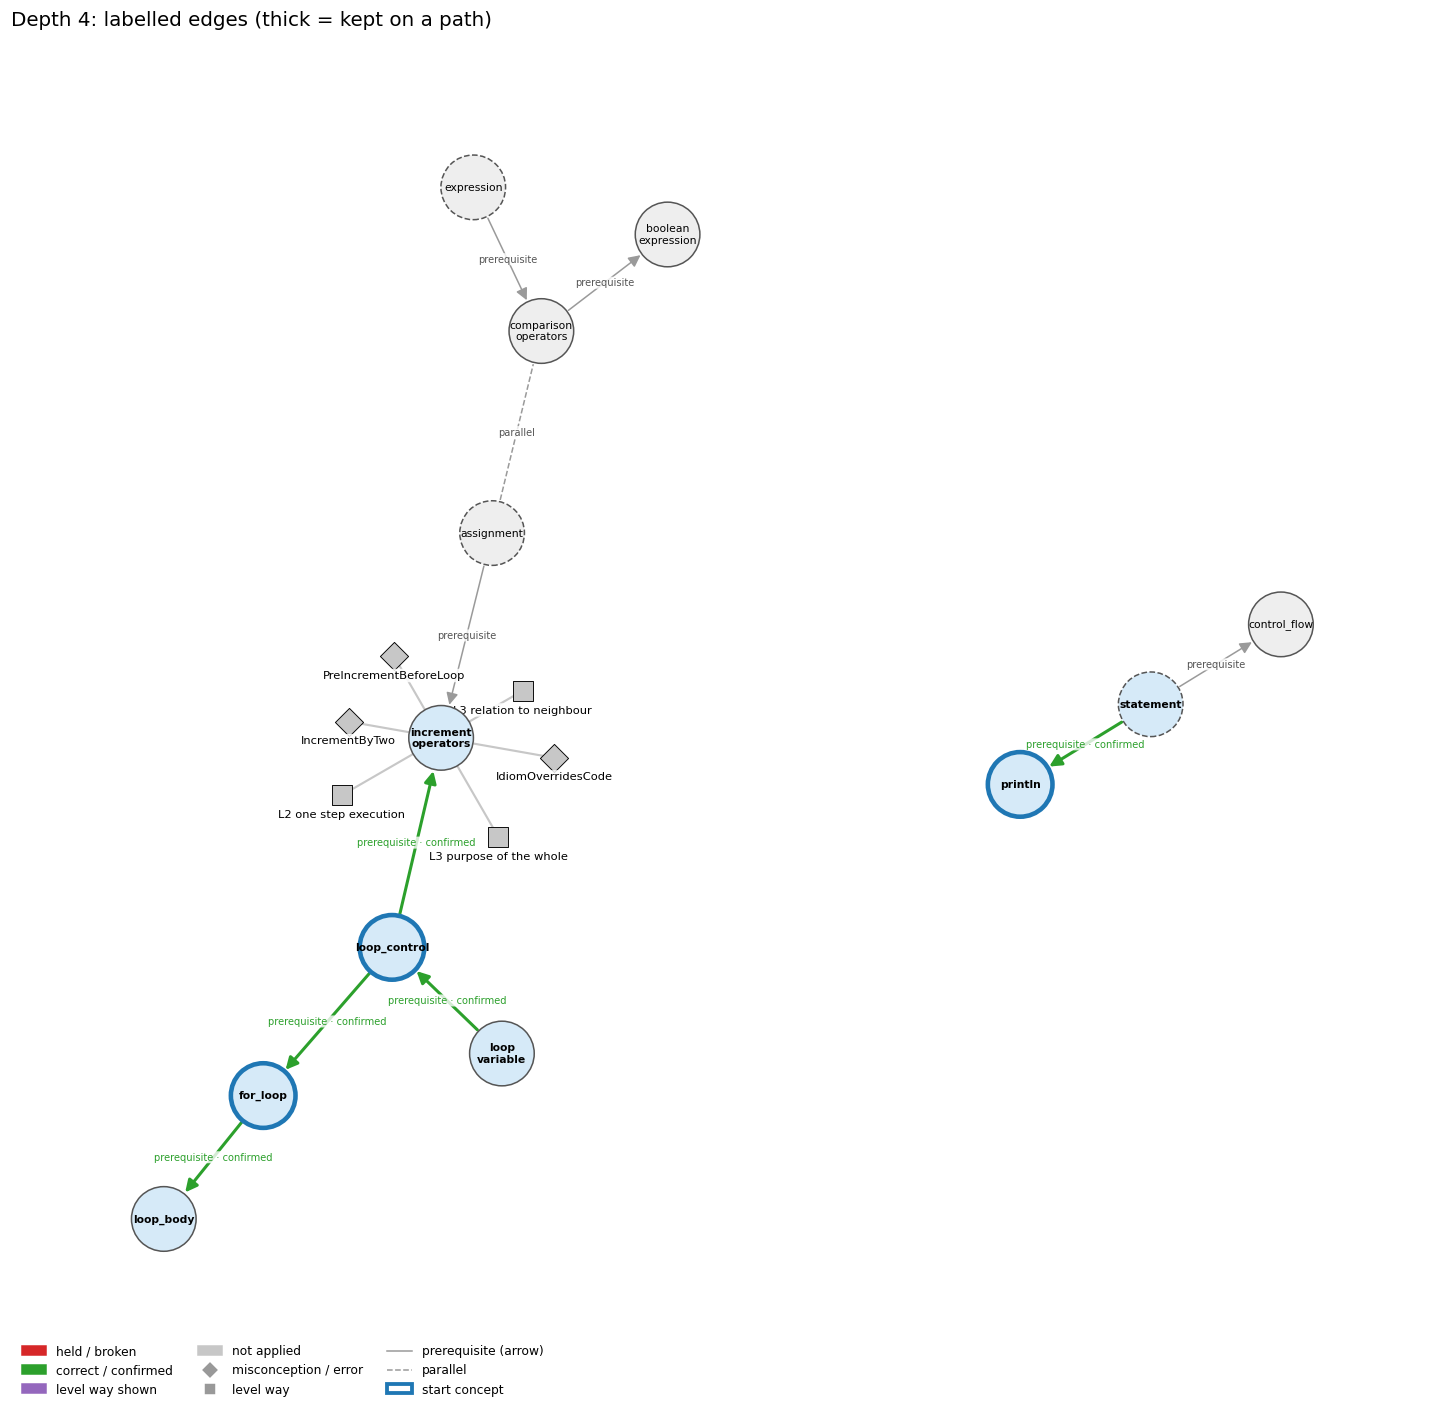 Depth 4: labelled edges (thick = kept on a path)
expression
boolean
expression
prerequisite
prerequisite
comparison
operators
parallel
assignment
control_flow
prerequisite
prerequisite
PreIncrementBeforeLoop
L3 relation to neighbour
statement
IncrementByTwo
increment
operators
prerequisite · confirmed
IdiomOverridesCode
println
L2 one step execution
prerequisite · confirmed
L3 purpose of the whole
loop_control
prerequisite · confirmed
prerequisite · confirmed
loop
variable
for_loop
prerequisite · confirmed
loop_body
held / broken
correct / confirmed
level way shown
not applied
misconception / error
level way
prerequisite (arrow)
parallel
start concept